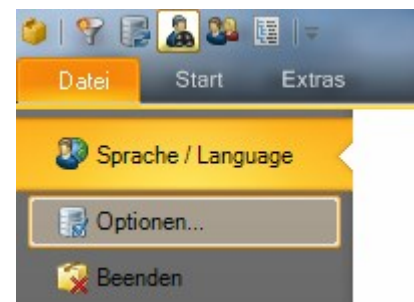 Datei Start Extras
Sprache / Language
Optionen...
Beenden